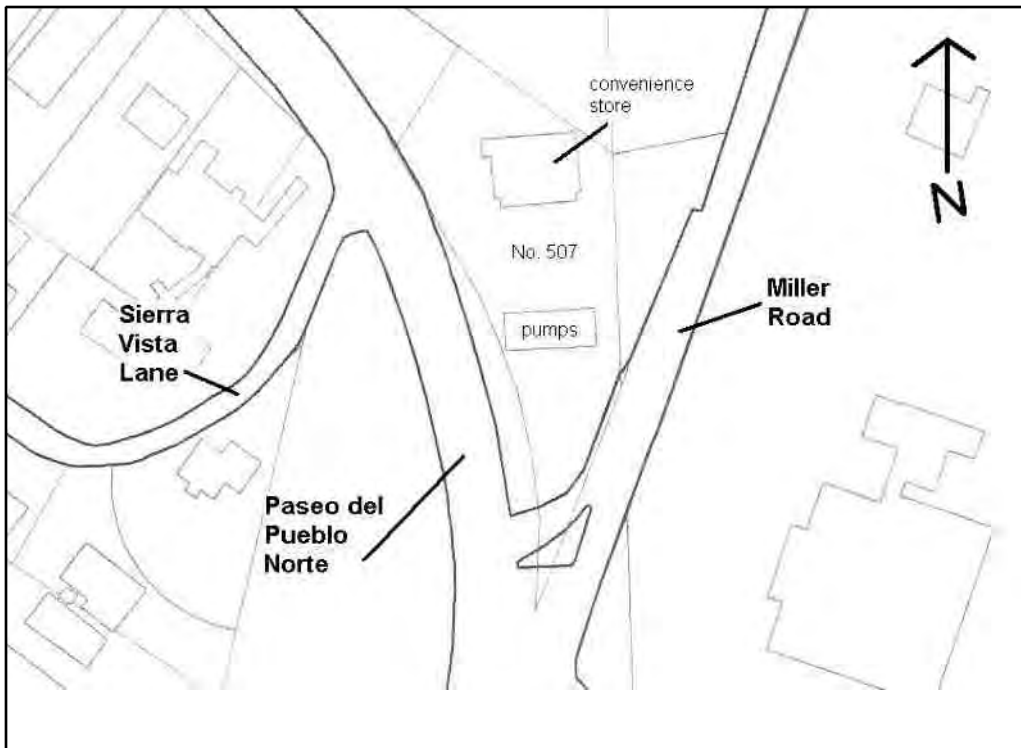 convenience
store
No. 507
Miller
Road
pumps
Sierra
Vista
Lane
Paseo del
Pueblo
Norte
N